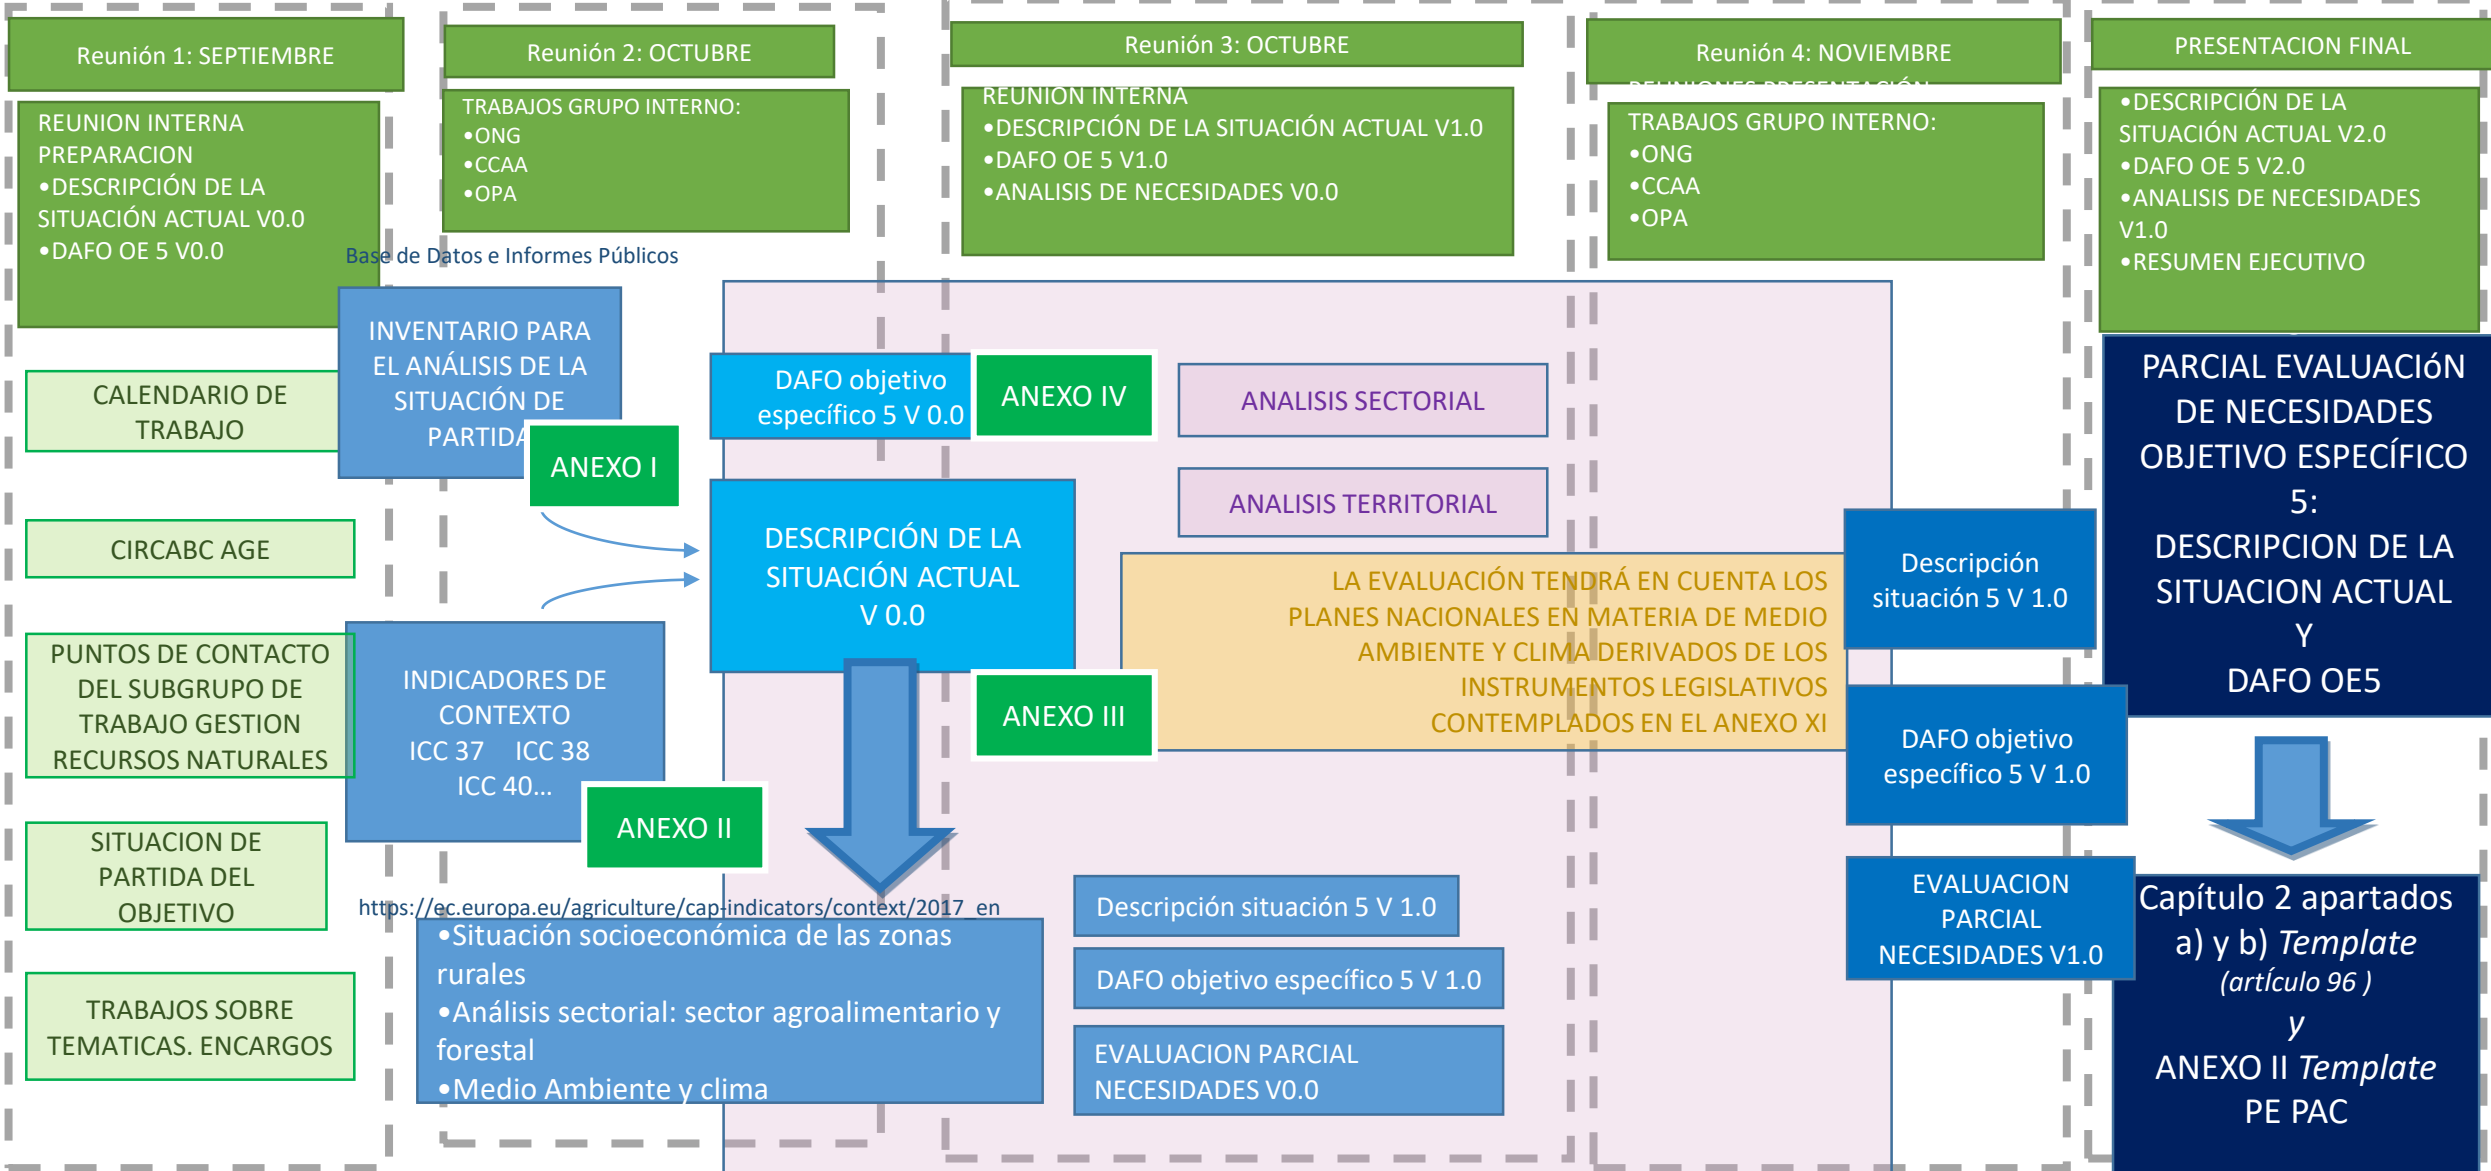 Reunión 1: SEPTIEMBRE
REUNION INTERNA
PREPARACION
•DESCRIPCIÓN DE LA
SITUACIÓN ACTUAL V0.0
•DAFO OE 5 V0.0
CALENDARIO DE
TRABAJO
CIRCABC AGE
PUNTOS DE CONTACTO
DEL SUBGRUPO DE
TRABAJO GESTION
RECURSOS NATURALES
SITUACION DE
PARTIDA DEL
OBJETIVO
TRABAJOS SOBRE
TEMATICAS. ENCARGOS
Reunión 2: OCTUBRE
TRABAJOS GRUPO INTERNO:
•ONG
•CCAA
•OPA
Base de Datos e Informes Públicos
INVENTARIO PARA
EL ANÁLISIS DE LA
SITUACIÓN DE
PARTIDA
ANEXO I
INDICADORES DE
CONTEXTO
ICC 37 ICC 38
ICC 40...
ANEXO II
https://ec.europa.eu/agriculture/cap-indicators/context/2017_en
•Situación socioeconómica de las zonas
rurales
•Análisis sectorial: sector agroalimentario y
forestal
•Medio Ambiente y clima
Reunión 3: OCTUBRE
REUNION INTERNA
•DESCRIPCIÓN DE LA SITUACIÓN ACTUAL V1.0
•DAFO OE 5 V1.0
•ANALISIS DE NECESIDADES V0.0
DAFO objetivo
específico 5 V 0.0
ANEXO IV
DESCRIPCIÓN DE LA
SITUACIÓN ACTUAL
V 0.0
ANEXO III
ANALISIS SECTORIAL
ANALISIS TERRITORIAL
LA EVALUACIÓN TENDRÁ EN CUENTA LOS
PLANES NACIONALES EN MATERIA DE MEDIO
AMBIENTE Y CLIMA DERIVADOS DE LOS
INSTRUMENTOS LEGISLATIVOS
CONTEMPLADOS EN EL ANEXO XI
Descripción situación 5 V 1.0
DAFO objetivo específico 5 V 1.0
EVALUACION PARCIAL
NECESIDADES V0.0
Reunión 4: NOVIEMBRE
REUNIONES PRESENTACIÓN
TRABAJOS GRUPO INTERNO:
•ONG
•CCAA
•OPA
Descripción
situación 5 V 1.0
DAFO objetivo
específico 5 V 1.0
EVALUACION
PARCIAL
NECESIDADES V1.0
PRESENTACION FINAL
•DESCRIPCIÓN DE LA
SITUACIÓN ACTUAL V2.0
•DAFO OE 5 V2.0
•ANALISIS DE NECESIDADES
V1.0
•RESUMEN EJECUTIVO
PARCIAL EVALUACIóN
DE NECESIDADES
OBJETIVO ESPECÍFICO
5:
DESCRIPCION DE LA
SITUACION ACTUAL
Y
DAFO OE5
Capítulo 2 apartados
a) y b) Template
(artículo 96 )
y
ANEXO II Template
PE PAC